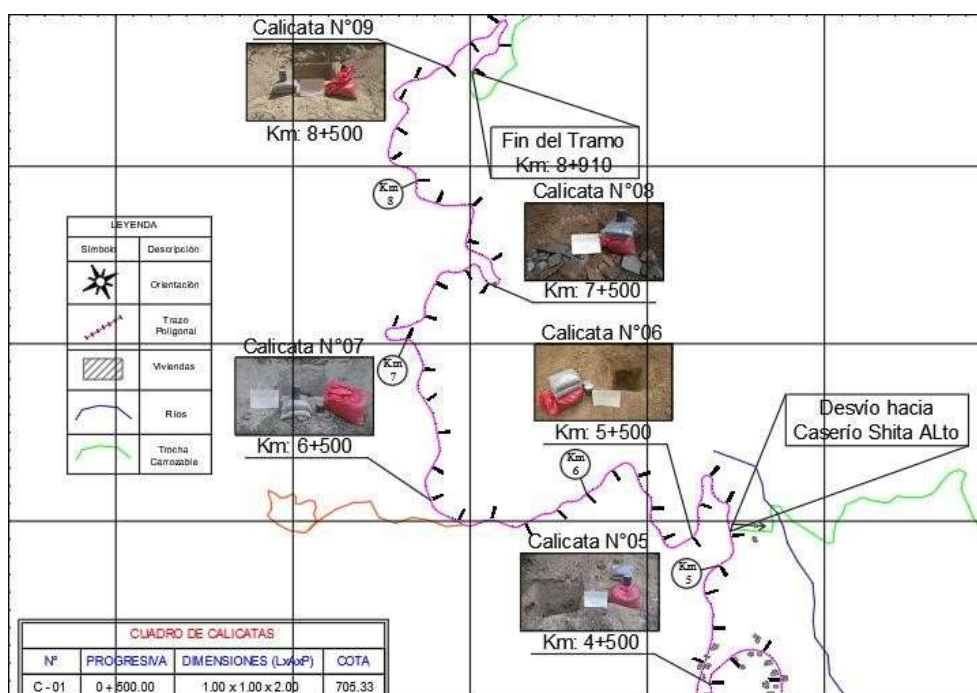 Calicata N°09
Km: 8+500
Fin del Tramo
Km: 8+910
Km
8
Calicata N°08
Km: 7+500
LEYENDA
Símbolo Descripción
Orientación
Trazo
Poligonal
Viviendas
Ríos
Trocha
Carrozable
Km
7
Calicata N°07
Km: 6+500
Calicata N°06
Km: 5+500
Desvío hacia
Caserío Shita ALto
Km
6
Calicata N°05
Km: 4+500
Km
5
CUADRO DE CALICATAS
N° PROGRESIVA DIMENSIONES (LxAxP) COTA
C - 01 0+500.00 1.00 x 1.00 x 2.00 705.33